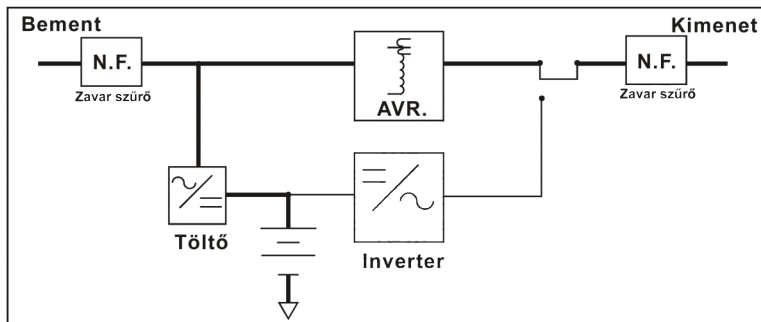 Bement
Kimenet
N.F.
Zavar szűrő
AVR.
N.F.
Zavar szűrő
Töltő
Inverter